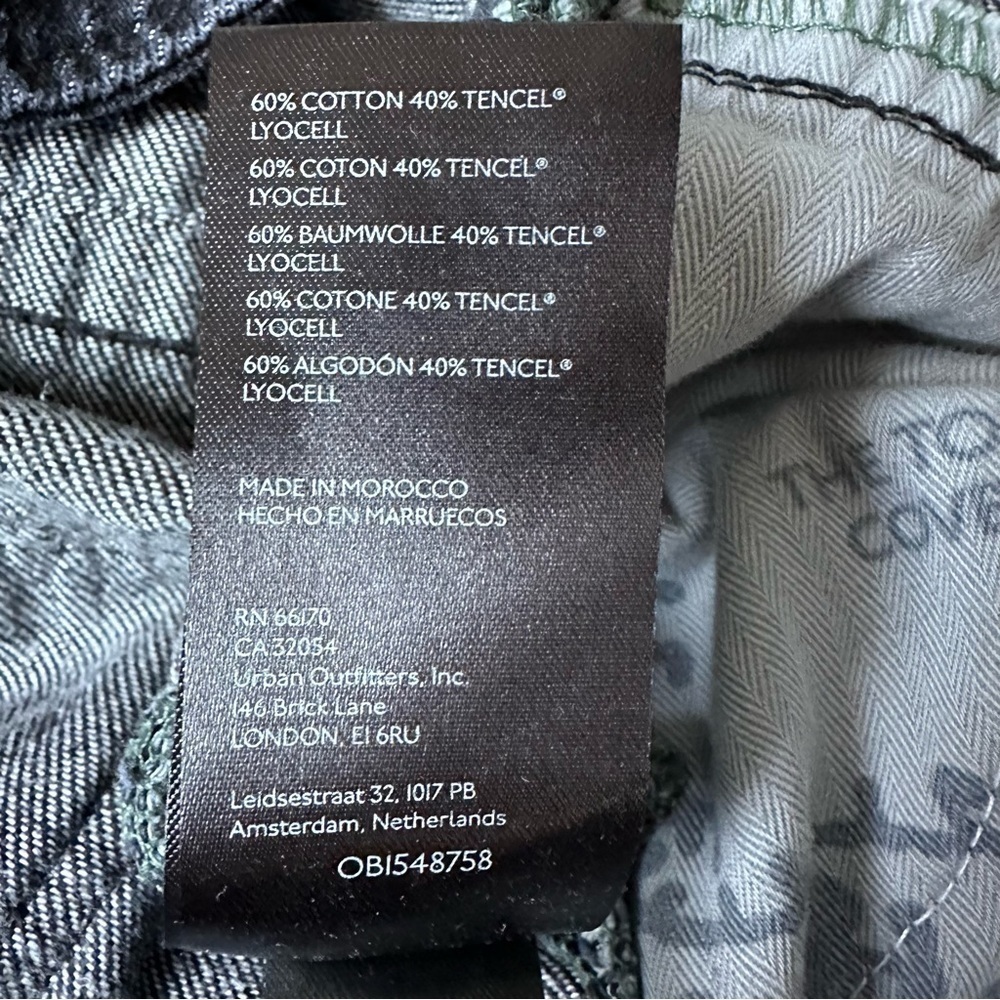 60% COTTON 40% TENCEL®
LYOCELL
60% COTON 40% TENCEL®
LYOCELL
60% BAUMWOLLE 40% TENCEL®
LYOCELL
60% COTONE 40% TENCEL®
LYOCELL
60% ALGODÓN 40% TENCEL®
LYOCELL
MADE IN MOROCCO
HECHO EN MARRUECOS
RN 66170
CA 32054
Urban Outfitters, Inc.
146 Brick Lane
LONDON, E1 6RU
Leidsestraat 32, 1017 PB
Amsterdam, Netherlands
OB1548758
THE